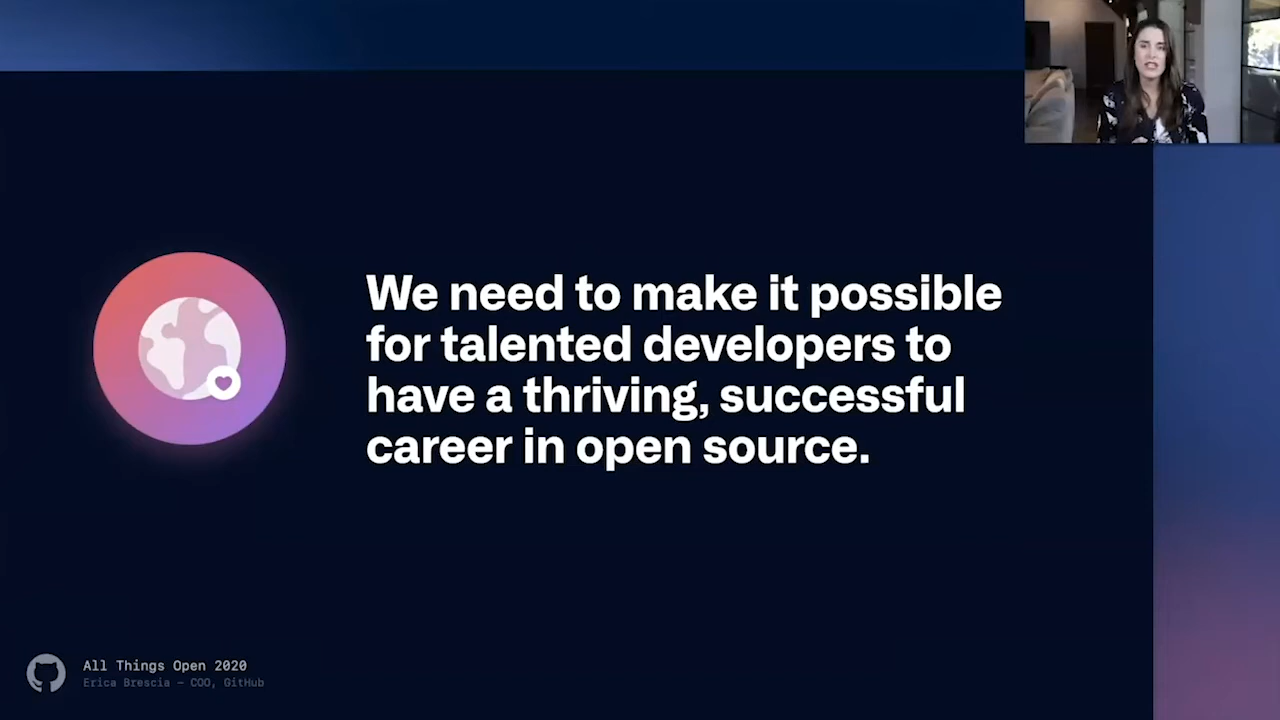 We need to make it possible
for talented developers to
have a thriving, successful
career in open source.
All Things Open 2020
Erica Brescia – COO, GitHub